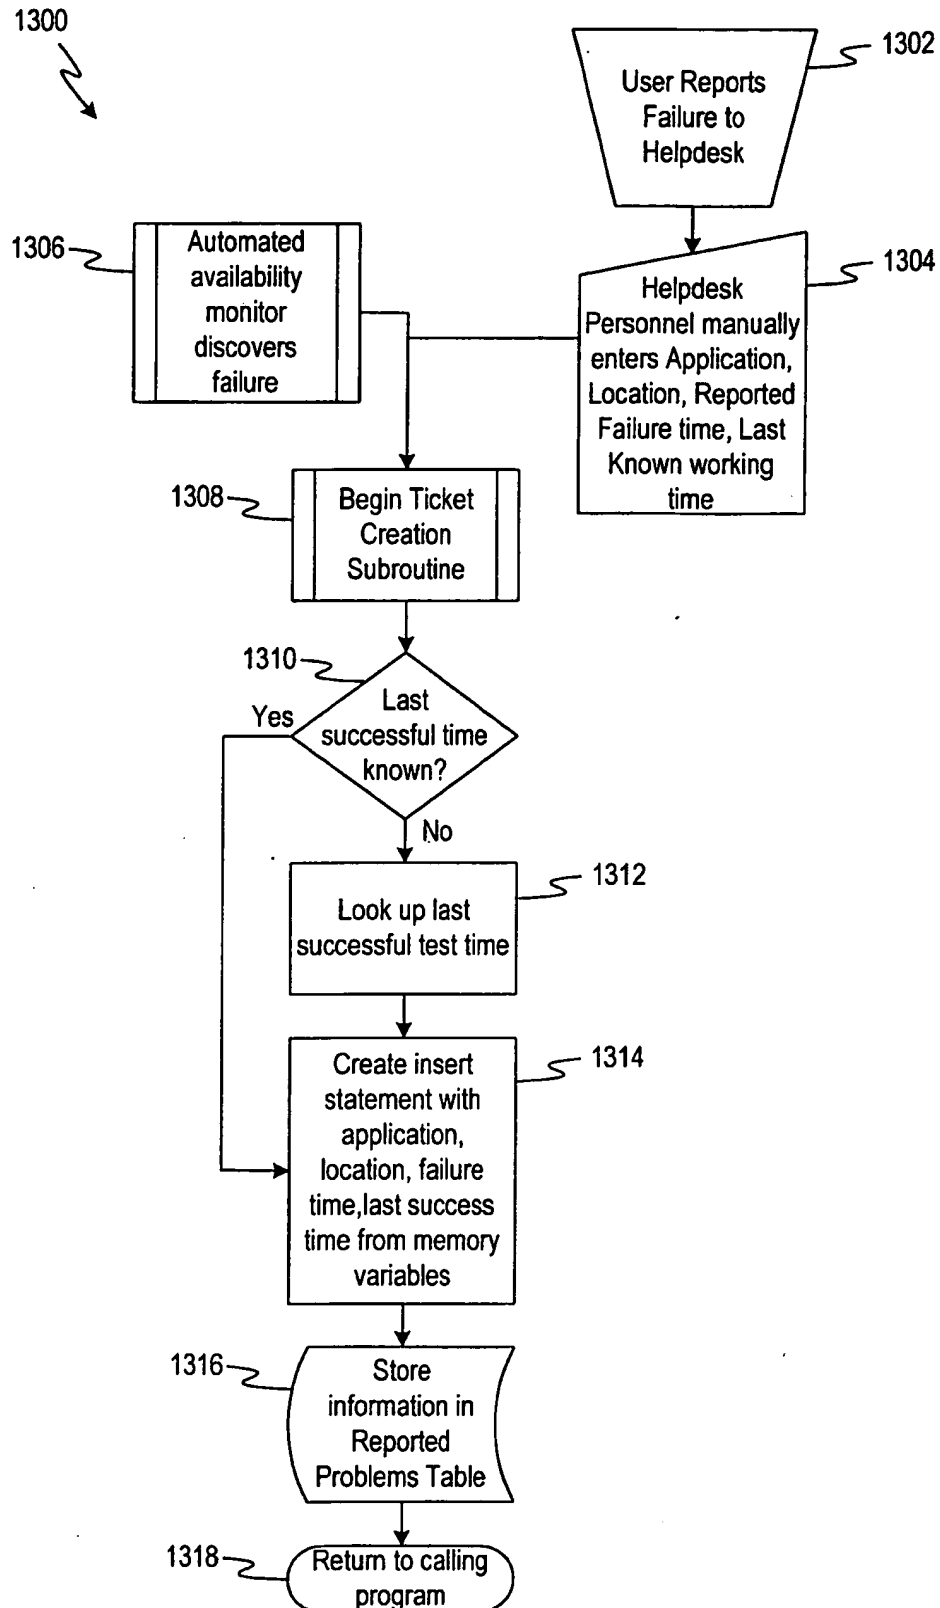 1300
1302
User Reports
Failure to
Helpdesk
1306
Automated
availability
monitor
discovers
failure
1304
Helpdesk
Personnel manually
enters Application,
Location, Reported
Failure time, Last
Known working
time
1308
Begin Ticket
Creation
Subroutine
1310
Last
successful time
known?
Yes
No
1312
Look up last
successful test time
1314
Create insert
statement with
application,
location, failure
time,last success
time from memory
variables
1316
Store
information in
Reported
Problems Table
1318
Return to calling
program